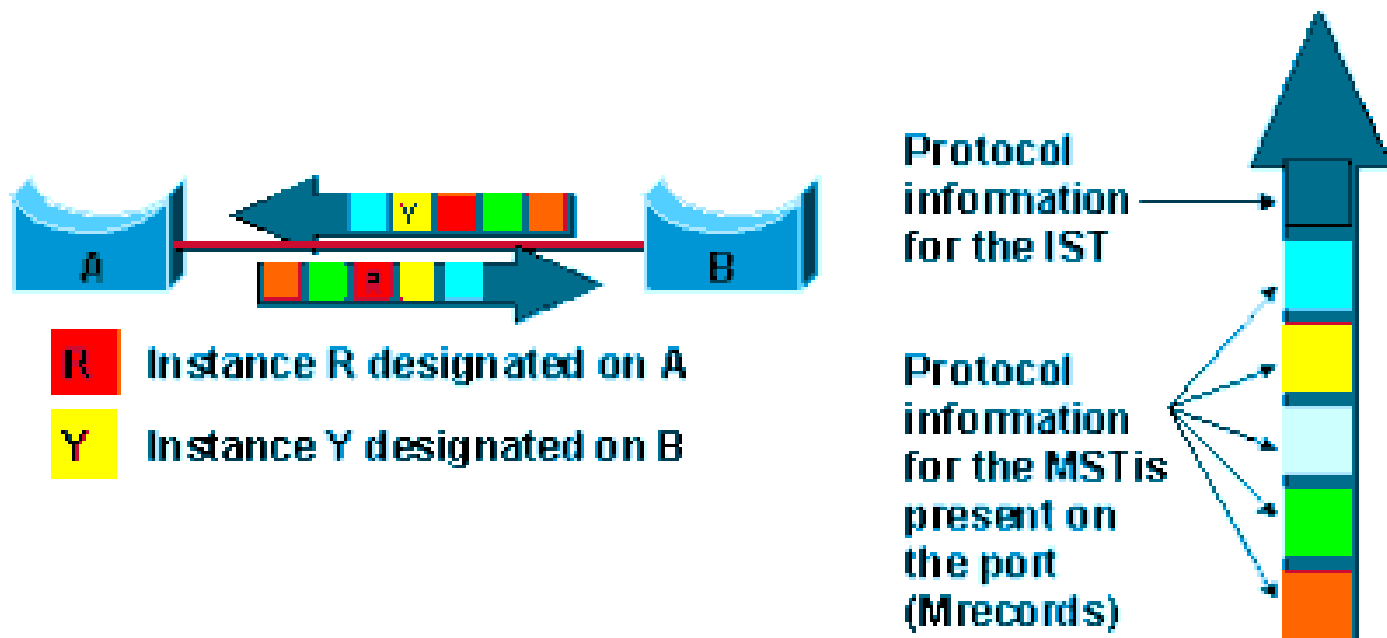 Y
A
B
R
R Instance R designated on A
Y Instance Y designated on B
Protocol
information
for the IST
Protocol
information
for the MSTis
present on
the port
(Mrecords)